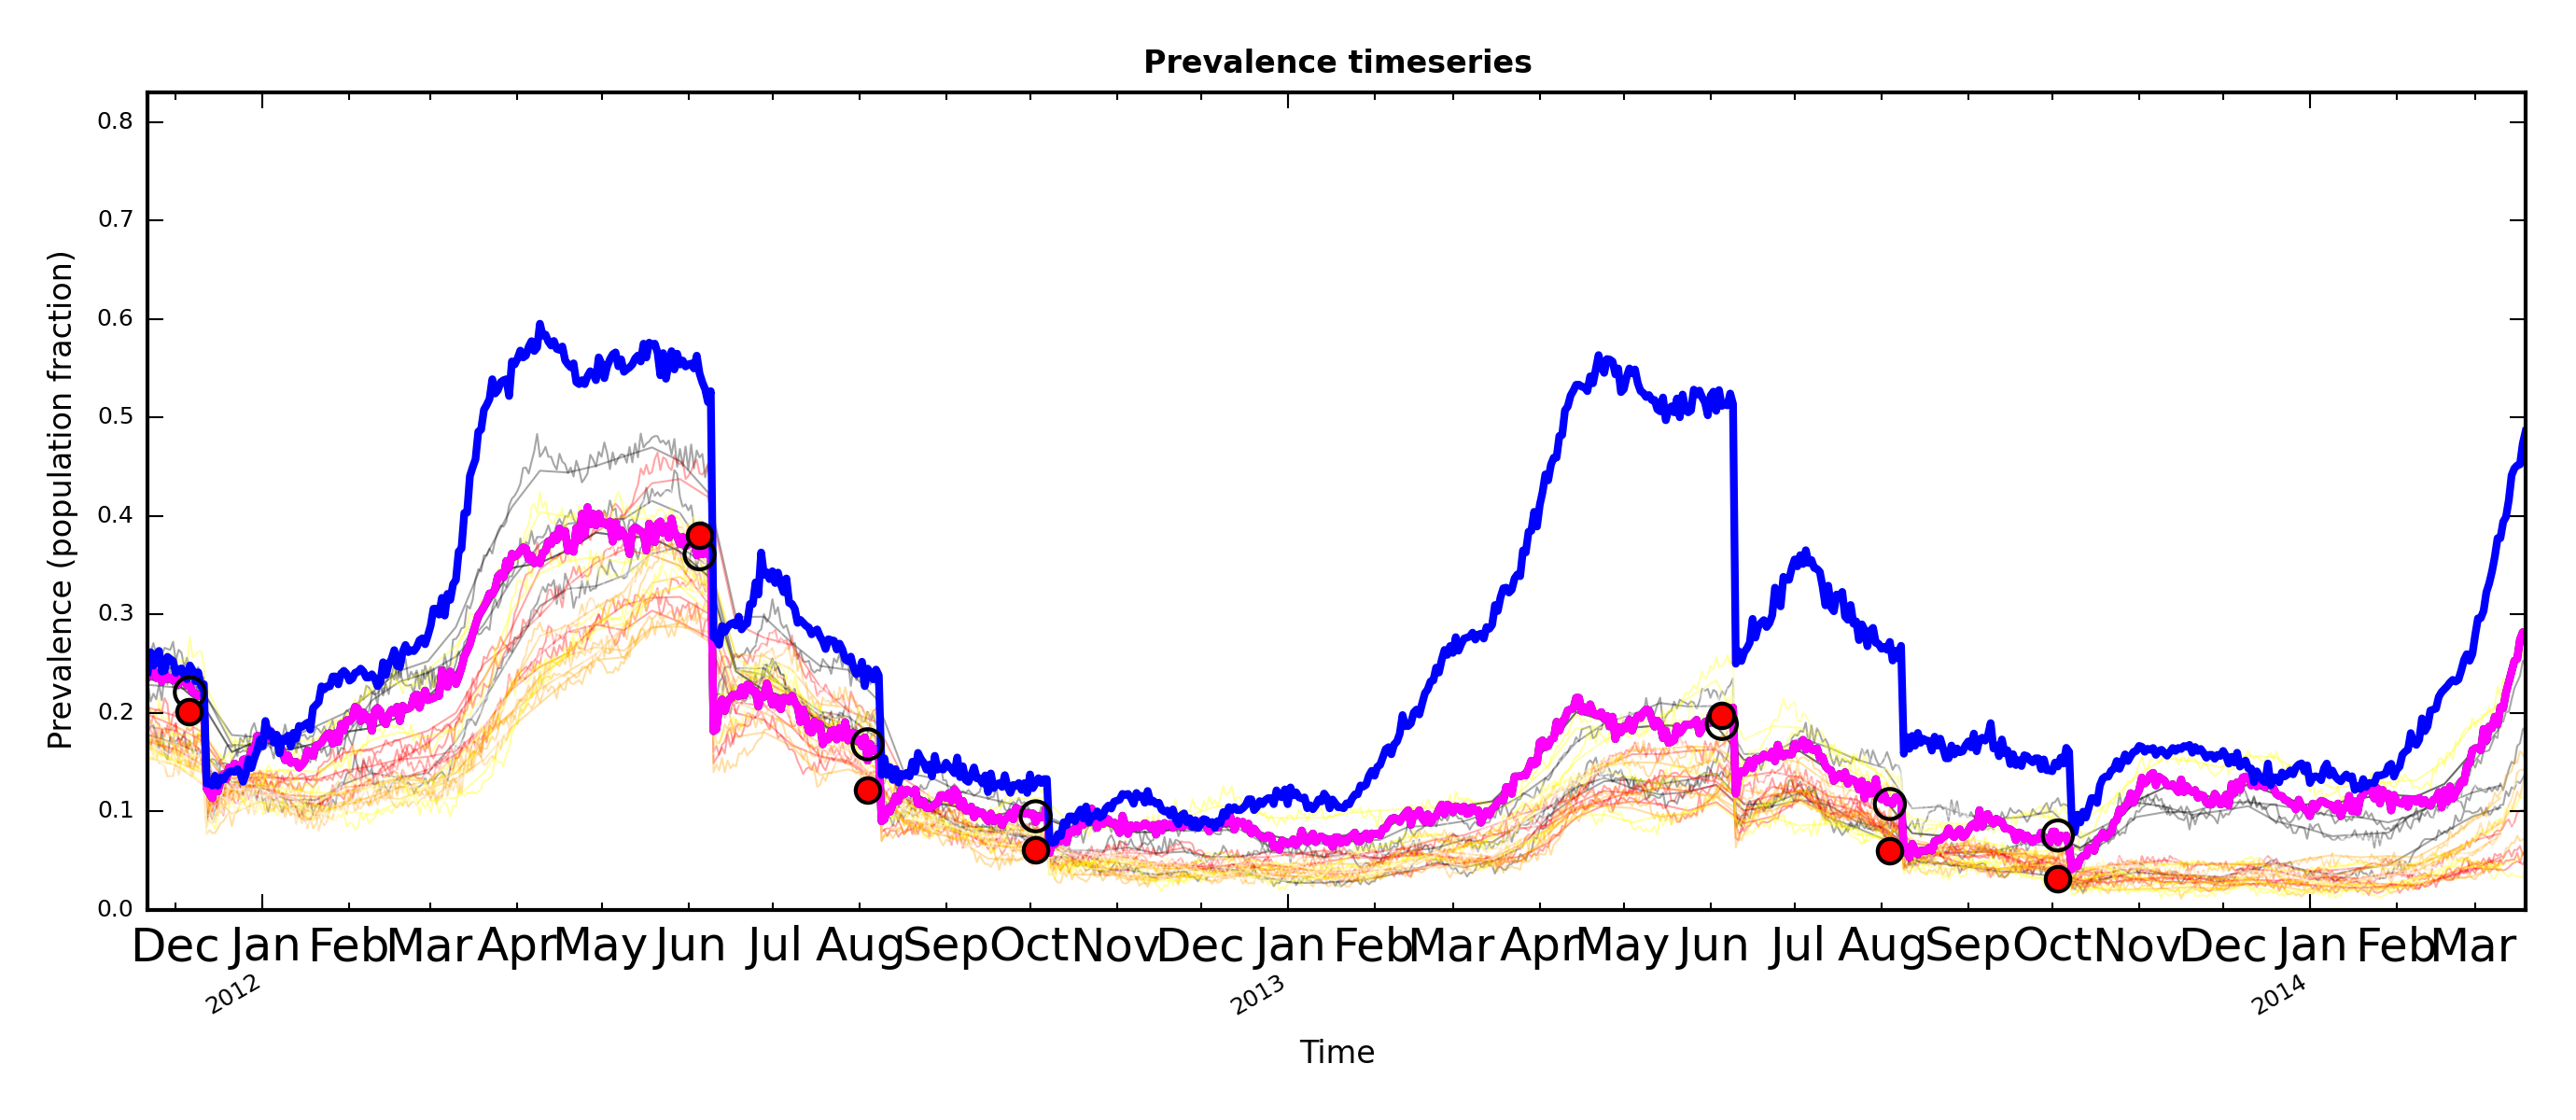 Prevalence timeseries
Prevalence (population fraction)
0.8
0.7
0.6
0.5
0.4
0.3
0.2
0.1
0.0
Dec Jan Feb Mar Apr May Jun Jul Aug Sep Oct Nov Dec Jan Feb Mar Apr May Jun Jul Aug Sep Oct Nov Dec Jan Feb Mar
2012 2013 2014
Time